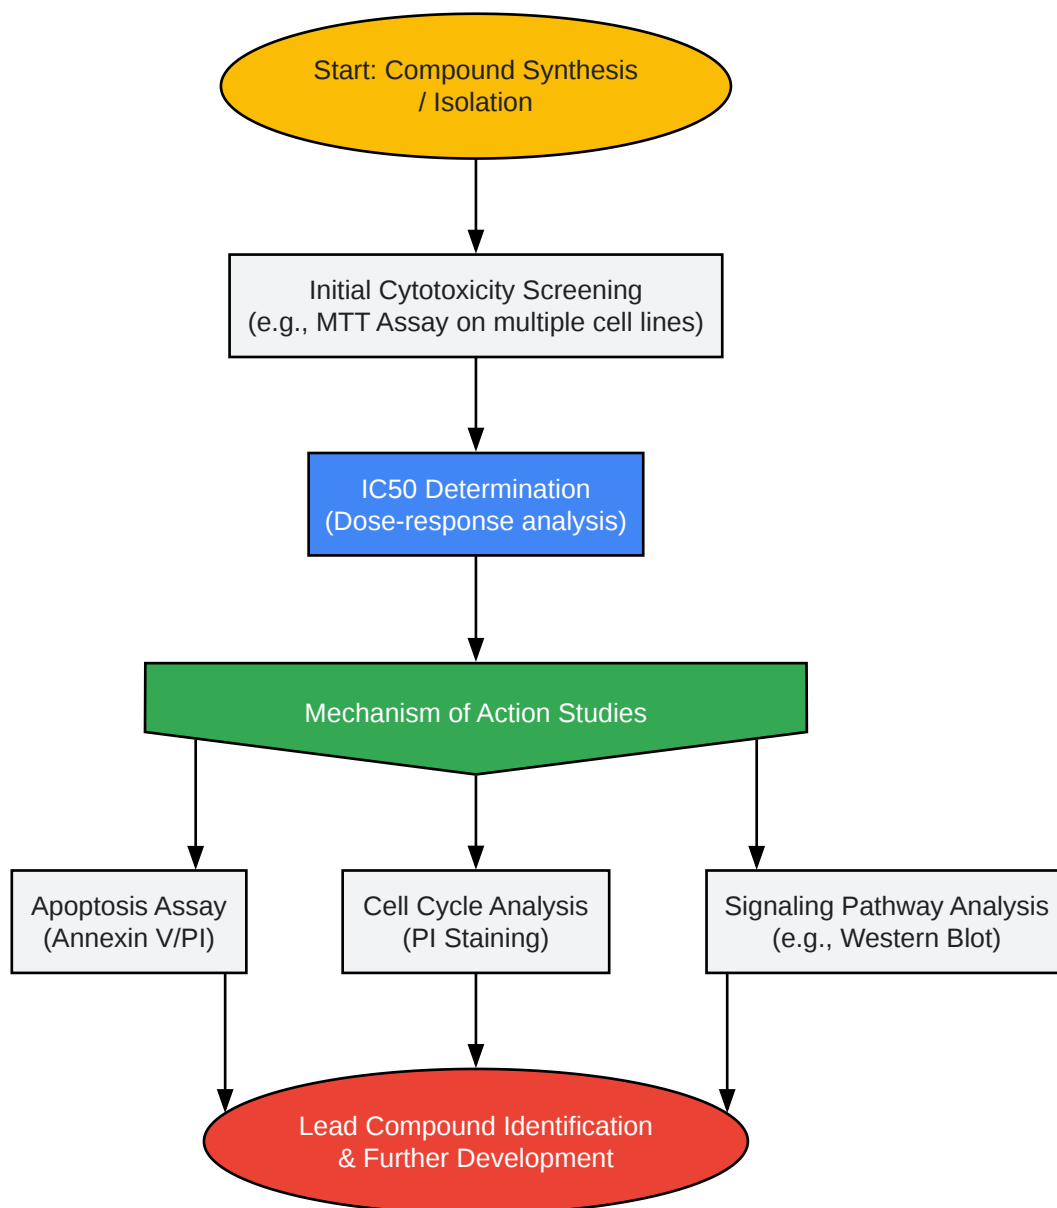 Start: Compound Synthesis
/ Isolation
Initial Cytotoxicity Screening
(e.g., MTT Assay on multiple cell lines)
IC50 Determination
(Dose-response analysis)
Mechanism of Action Studies
Apoptosis Assay
(Annexin V/PI)
Cell Cycle Analysis
(PI Staining)
Signaling Pathway Analysis
(e.g., Western Blot)
Lead Compound Identification
& Further Development